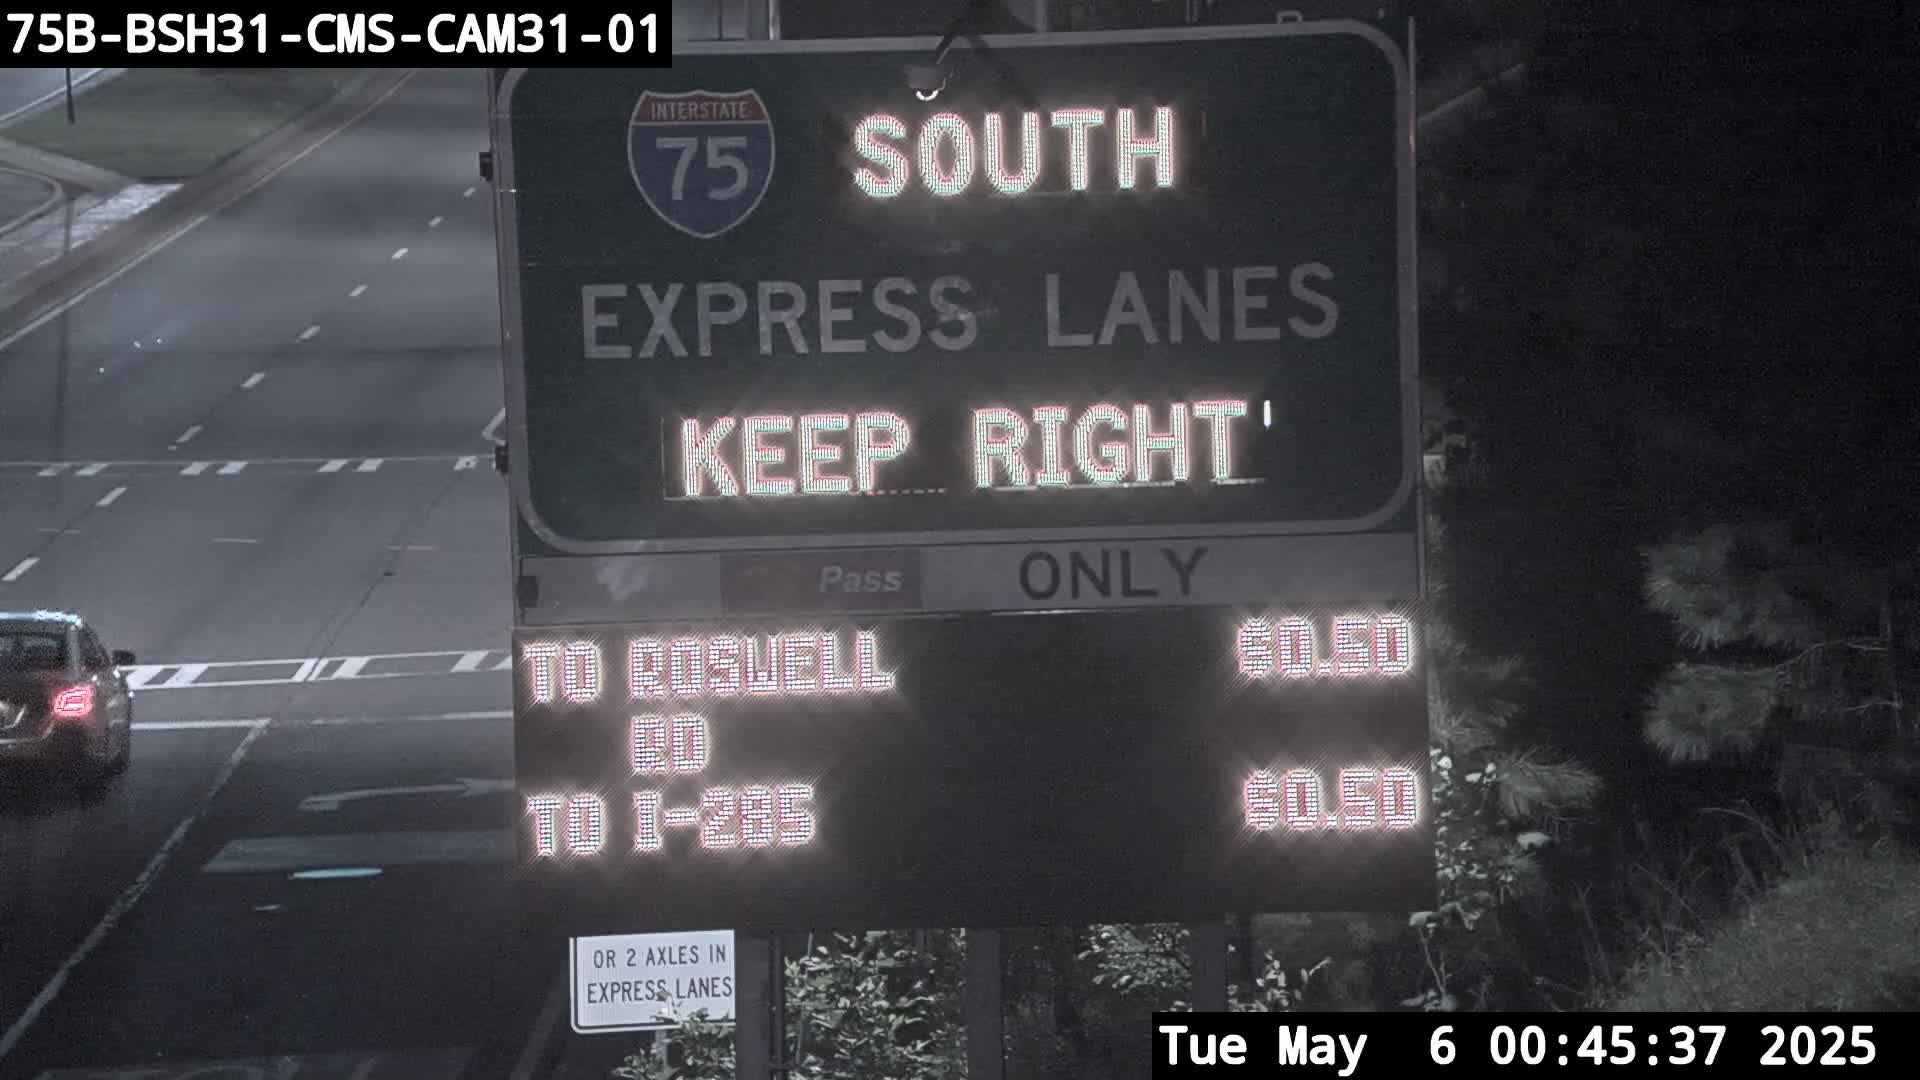 75B-BSH31-CMS-CAM31-01
INTERSTATE
75
SOUTH
EXPRESS LANES
KEEP RIGHT
Pass ONLY
TO ROSWELL $0.50
RD
TO I-285 $0.50
OR 2 AXLES IN
EXPRESS LANES
Tue May 6 00:45:37 2025